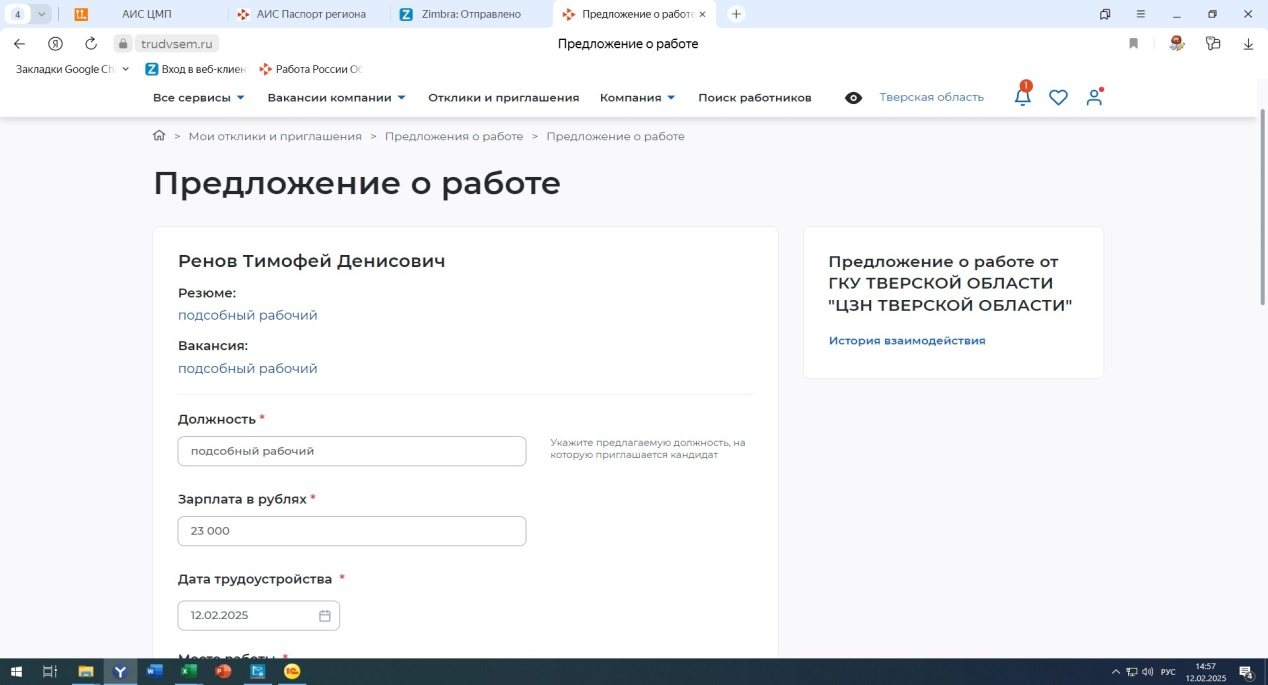 4
АИС ЦМП
АИС Паспорт региона
Zimbra: Отправлено
Предложение о работе
trudvsem.ru
Предложение о работе
Закладки Google Ch
Вход в веб-клиен
Работа России О
Все сервисы
Вакансии компании
Отклики и приглашения
Компания
Поиск работников
Тверская область
1
> Мои отклики и приглашения > Предложения о работе > Предложение о работе
Предложение о работе
Ренов Тимофей Денисович
Резюме:
подсобный рабочий
Вакансия:
подсобный рабочий
Должность *
подсобный рабочий
Укажите предлагаемую должность, на
которую приглашается кандидат
Зарплата в рублях *
23 000
Дата трудоустройства *
12.02.2025
Место работы *
Предложение о работе от
ГКУ ТВЕРСКОЙ ОБЛАСТИ
"ЦЗН ТВЕРСКОЙ ОБЛАСТИ"
История взаимодействия
РУС
14:57
12.02.2025
4